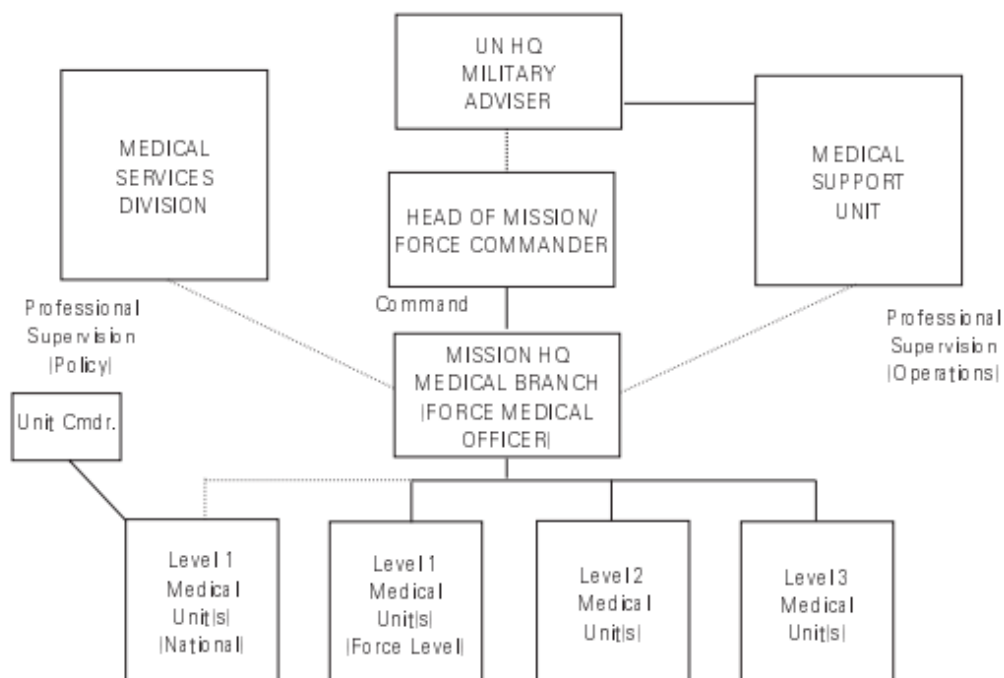 UN HQ
MILITARY
ADVISER
MEDICAL
SERVICES
DIVISION
MEDICAL
SUPPORT
UNIT
HEAD OF MISSION/
FORCE COMMANDER
Professional
Supervision
|Policy|
Command
Professional
Supervision
|Operations|
MISSION HQ
MEDICAL BRANCH
|FORCE MEDICAL
OFFICER|
Unit Cmdr.
Level 1
Medical
Unit|s|
|National|
Level 1
Medical
Unit|s|
|Force Level|
Level 2
Medical
Unit|s|
Level 3
Medical
Unit|s|